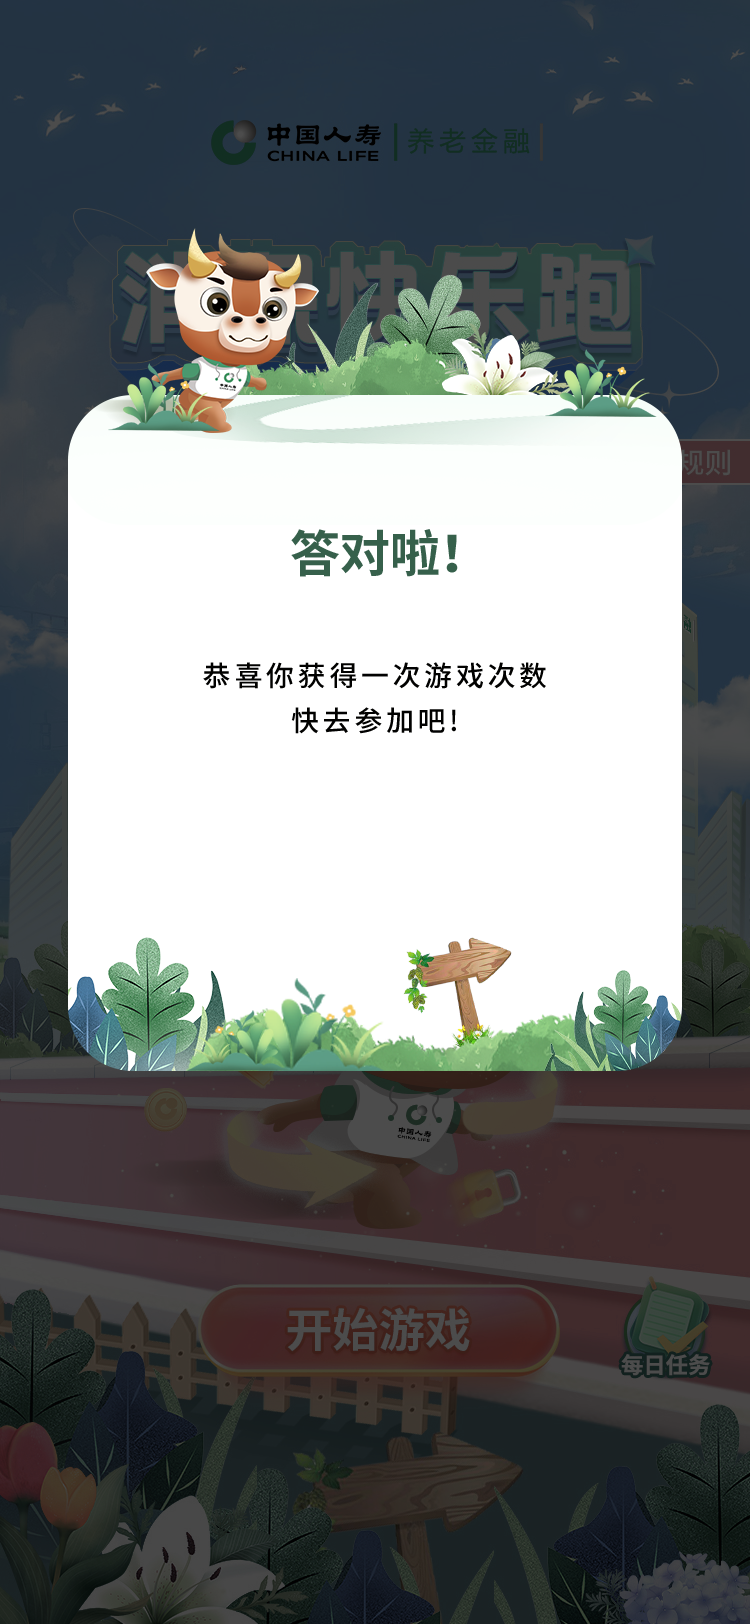 中国人寿
CHINA LIFE
养老金融
快乐跑
规则
答对啦！
恭喜你获得一次游戏次数
快去参加吧！
中国人寿
CHINA LIFE
开始游戏
每日任务